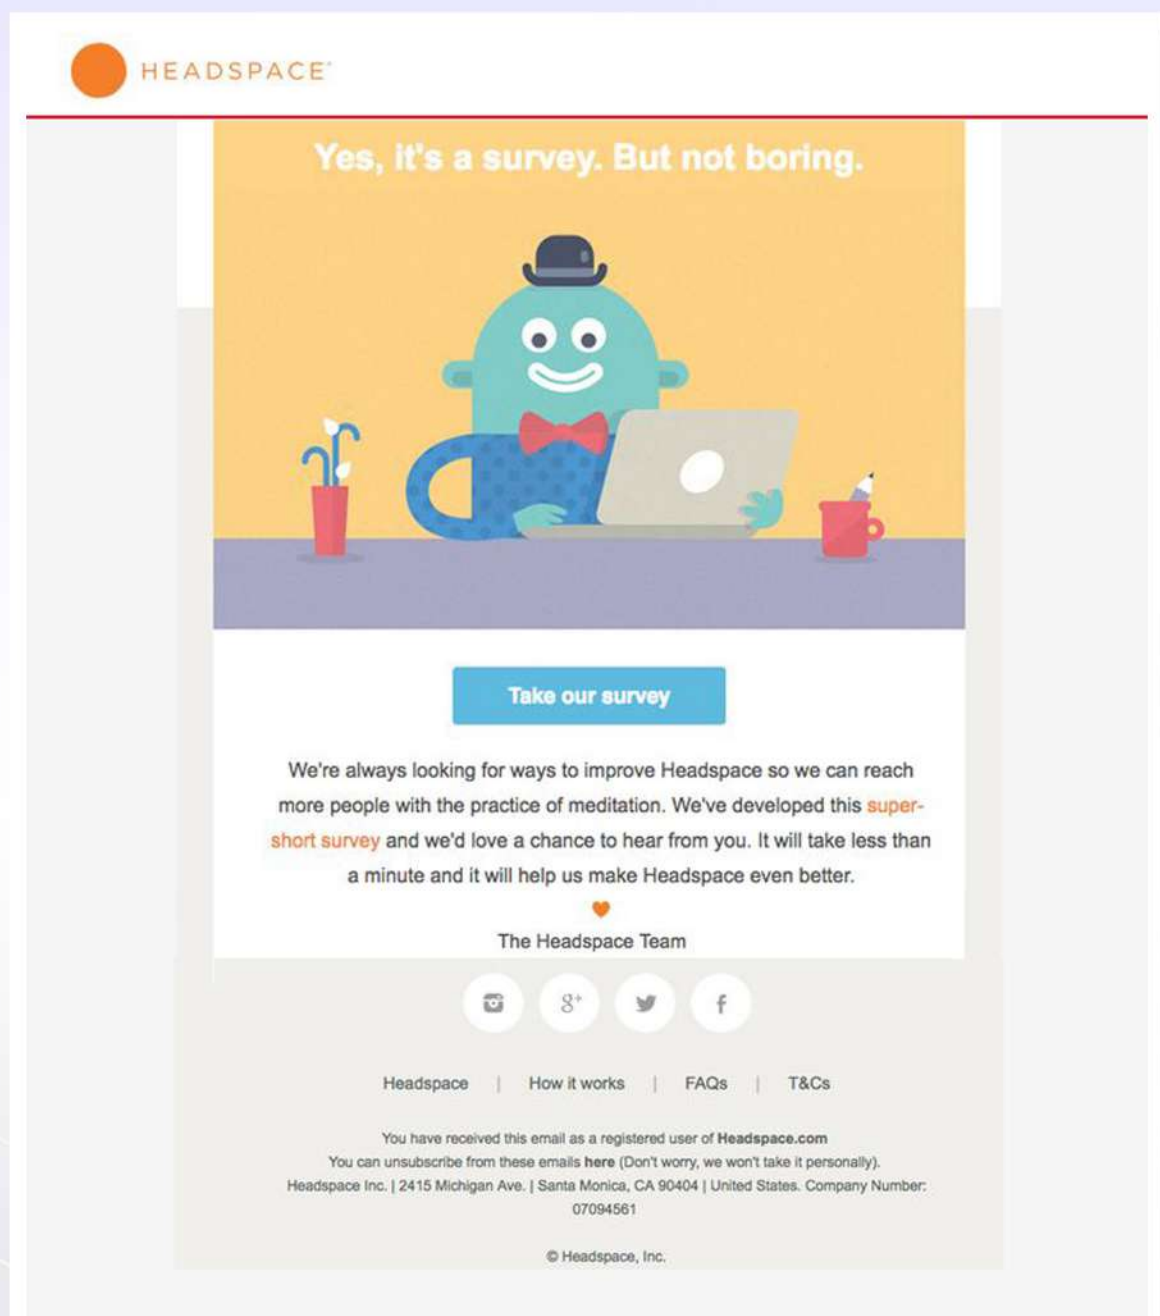 HEADSPACE
Yes, it's a survey. But not boring.
Take our survey
We're always looking for ways to improve Headspace so we can reach
more people with the practice of meditation. We've developed this super-
short survey and we'd love a chance to hear from you. It will take less than
a minute and it will help us make Headspace even better.
The Headspace Team
8+
f
Headspace | How it works | FAQs | T&Cs
You have received this email as a registered user of Headspace.com
You can unsubscribe from these emails here (Don't worry, we won't take it personally).
Headspace Inc. | 2415 Michigan Ave. | Santa Monica, CA 90404 | United States. Company Number:
07094561
© Headspace, Inc.